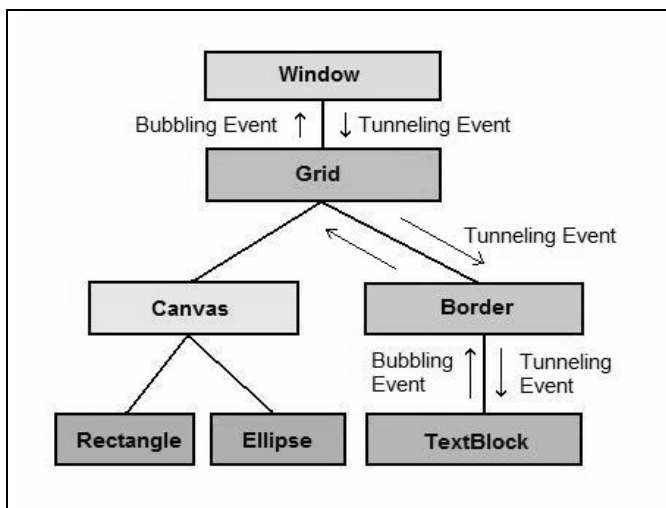 Window
Bubbling Event
Tunneling Event
Grid
Tunneling Event
Canvas
Border
Bubbling
Event
Tunneling
Event
Rectangle
Ellipse
TextBlock